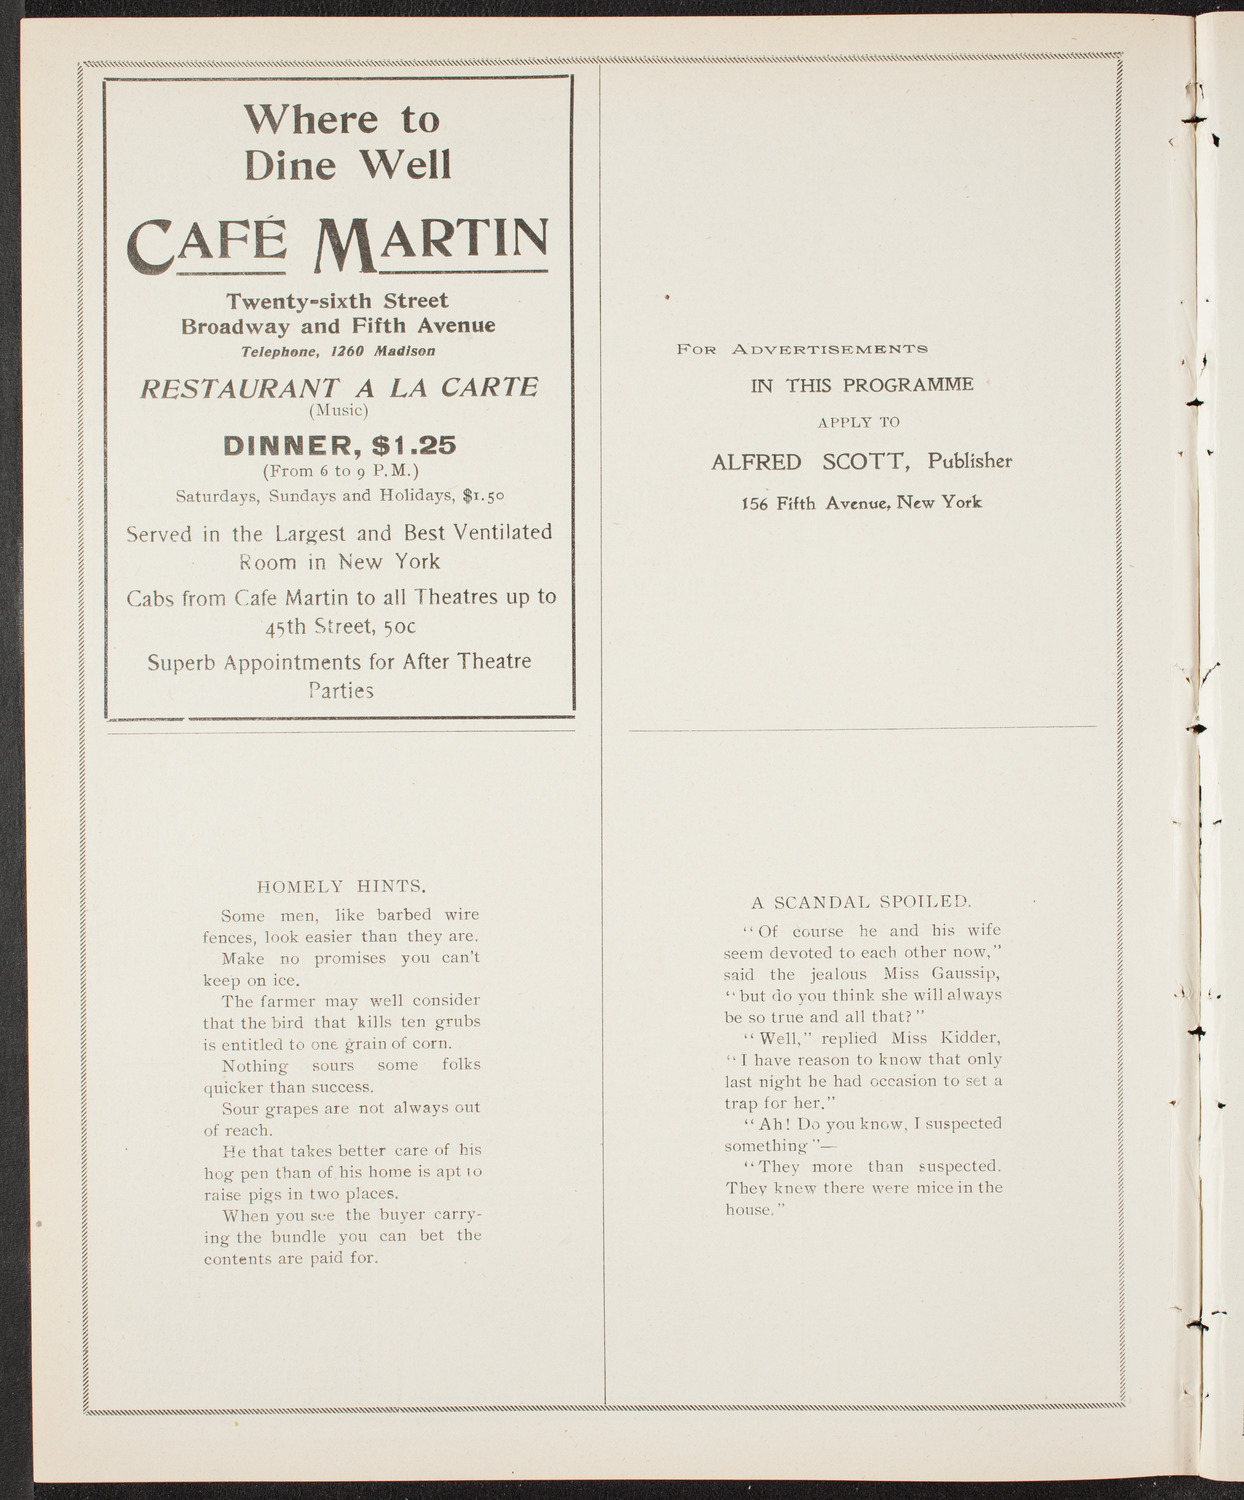 Where to
Dine Well
CAFÉ MARTIN
Twenty-sixth Street
Broadway and Fifth Avenue
Telephone, 1260 Madison
RESTAURANT A LA CARTE
(Music)
DINNER, $1.25
(From 6 to 9 P.M.)
Saturdays, Sundays and Holidays, $1.50
Served in the Largest and Best Ventilated
Room in New York
Cabs from Cafe Martin to all Theatres up to
45th Street, 50c
Superb Appointments for After Theatre
Parties
HOMELY HINTS.
Some men, like barbed wire
fences, look easier than they are.
Make no promises you can't
keep on ice.
The farmer may well consider
that the bird that kills ten grubs
is entitled to one grain of corn.
Nothing sours some folks
quicker than success.
Sour grapes are not always out
of reach.
He that takes better care of his
hog pen than of his home is apt to
raise pigs in two places.
When you see the buyer carry-
ing the bundle you can bet the
contents are paid for.
FOR ADVERTISEMENTS
IN THIS PROGRAMME
APPLY TO
ALFRED SCOTT, Publisher
156 Fifth Avenue, New York
A SCANDAL SPOILED.
"Of course he and his wife
seem devoted to each other now,"
said the jealous Miss Gaussip,
"but do you think she will always
be so true and all that?"
"Well," replied Miss Kidder,
"I have reason to know that only
last night he had occasion to set a
trap for her."
"Ah! Do you know, I suspected
something"—
"They more than suspected.
They knew there were mice in the
house."